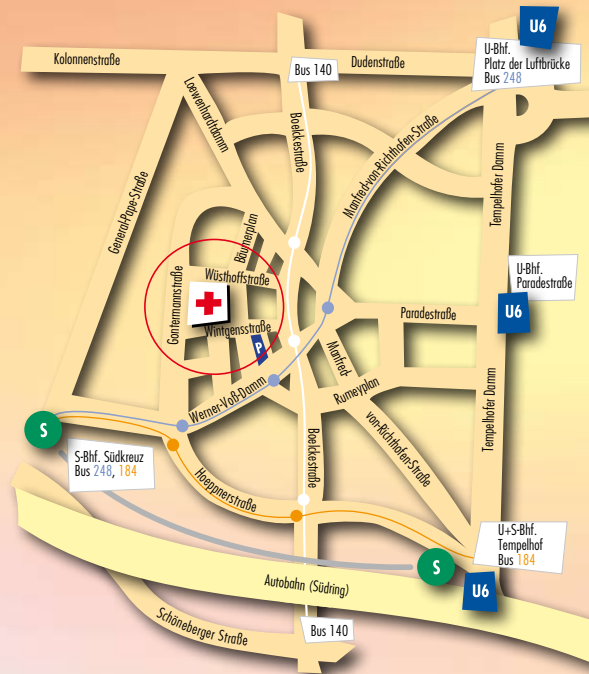 U6
U-Bhf.
Platz der Luftbrücke
Bus 248
Kolonnenstraße
Bus 140
Dudenstraße
Loewenhardtdamm
Boelckestraße
Manfred-von-Richthofen-Straße
Tempelhofer Damm
General-Pape-Straße
Bäumerplan
U-Bhf.
Paradestraße
U6
Gontermannstraße
Wüsthoffstraße
Wintgensstraße
P
Paradestraße
Manfred-
von-Richthofen-Straße
Rumeyplan
Werner-Voß-Damm
Tempelhofer Damm
S
S-Bhf. Südkreuz
Bus 248, 184
Hoeppnerstraße
Boelckestraße
U+S-Bhf.
Tempelhof
Bus 184
S
U6
Autobahn (Südring)
Schöneberger Straße
Bus 140